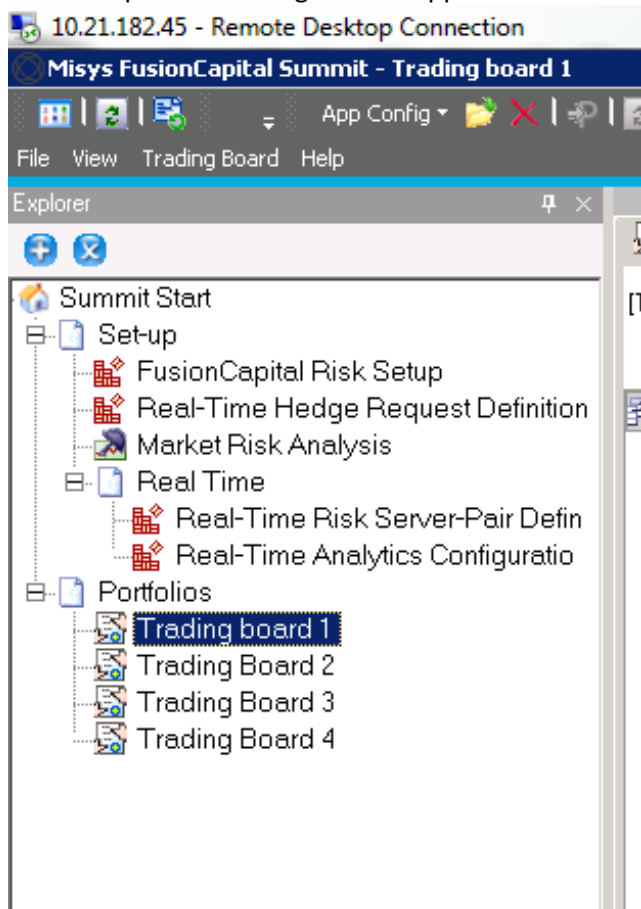 10.21.182.45 - Remote Desktop Connection
Misys FusionCapital Summit - Trading board 1
App Config
File View Trading Board Help
Explorer
Summit Start
Set-up
FusionCapital Risk Setup
Real-Time Hedge Request Definition
Market Risk Analysis
Real Time
Real-Time Risk Server-Pair Defin
Real-Time Analytics Configuratio
Portfolios
Trading board 1
Trading Board 2
Trading Board 3
Trading Board 4